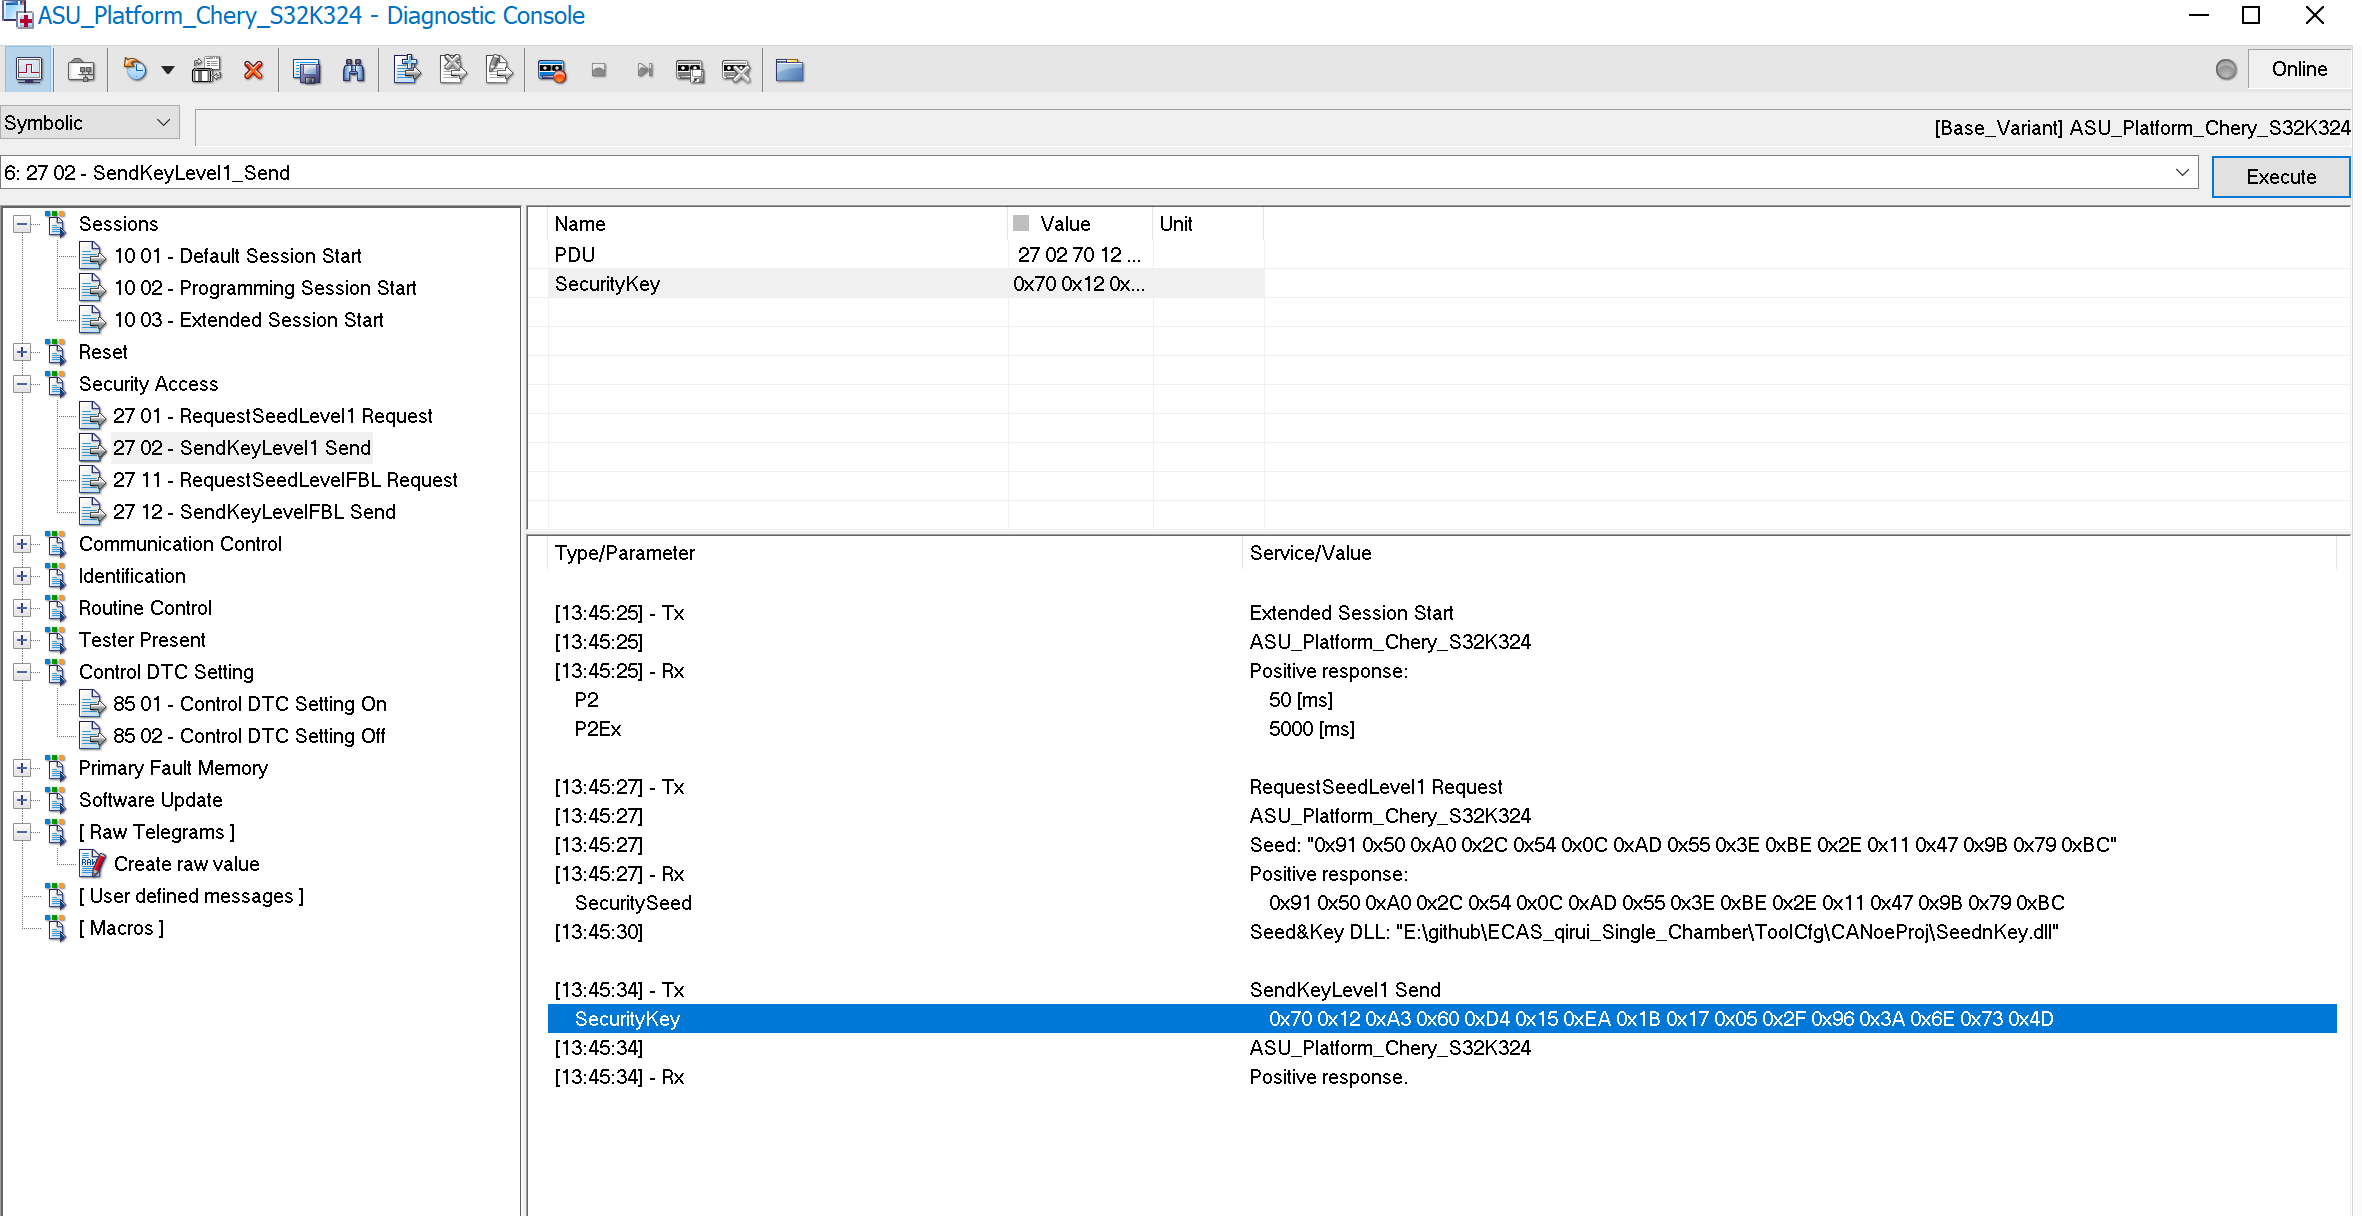 ASU_Platform_Chery_S32K324 - Diagnostic Console
Online
Symbolic
[Base_Variant] ASU_Platform_Chery_S32K324
6: 27 02 - SendKeyLevel1_Send
Execute
Sessions
10 01 - Default Session Start
10 02 - Programming Session Start
10 03 - Extended Session Start
Reset
Security Access
27 01 - RequestSeedLevel1 Request
27 02 - SendKeyLevel1 Send
27 11 - RequestSeedLevelFBL Request
27 12 - SendKeyLevelFBL Send
Communication Control
Identification
Routine Control
Tester Present
Control DTC Setting
85 01 - Control DTC Setting On
85 02 - Control DTC Setting Off
Primary Fault Memory
Software Update
[ Raw Telegrams ]
Create raw value
[ User defined messages ]
[ Macros ]
Name Value Unit
PDU 27 02 70 12 ...
SecurityKey 0x70 0x12 0x...
Type/Parameter Service/Value
[13:45:25] - Tx Extended Session Start
[13:45:25] ASU_Platform_Chery_S32K324
[13:45:25] - Rx Positive response:
P2 50 [ms]
P2Ex 5000 [ms]
[13:45:27] - Tx RequestSeedLevel1 Request
[13:45:27] ASU_Platform_Chery_S32K324
[13:45:27] Seed: "0x91 0x50 0xA0 0x2C 0x54 0x0C 0xAD 0x55 0x3E 0xBE 0x2E 0x11 0x47 0x9B 0x79 0xBC"
[13:45:27] - Rx Positive response:
SecuritySeed 0x91 0x50 0xA0 0x2C 0x54 0x0C 0xAD 0x55 0x3E 0xBE 0x2E 0x11 0x47 0x9B 0x79 0xBC
[13:45:30] Seed&Key DLL: "E:\github\ECAS_qirui_Single_Chamber\ToolCfg\CANoeProj\SeednKey.dll"
[13:45:34] - Tx SendKeyLevel1 Send
SecurityKey 0x70 0x12 0xA3 0x60 0xD4 0x15 0xEA 0x1B 0x17 0x05 0x2F 0x96 0x3A 0x6E 0x73 0x4D
[13:45:34] ASU_Platform_Chery_S32K324
[13:45:34] - Rx Positive response.